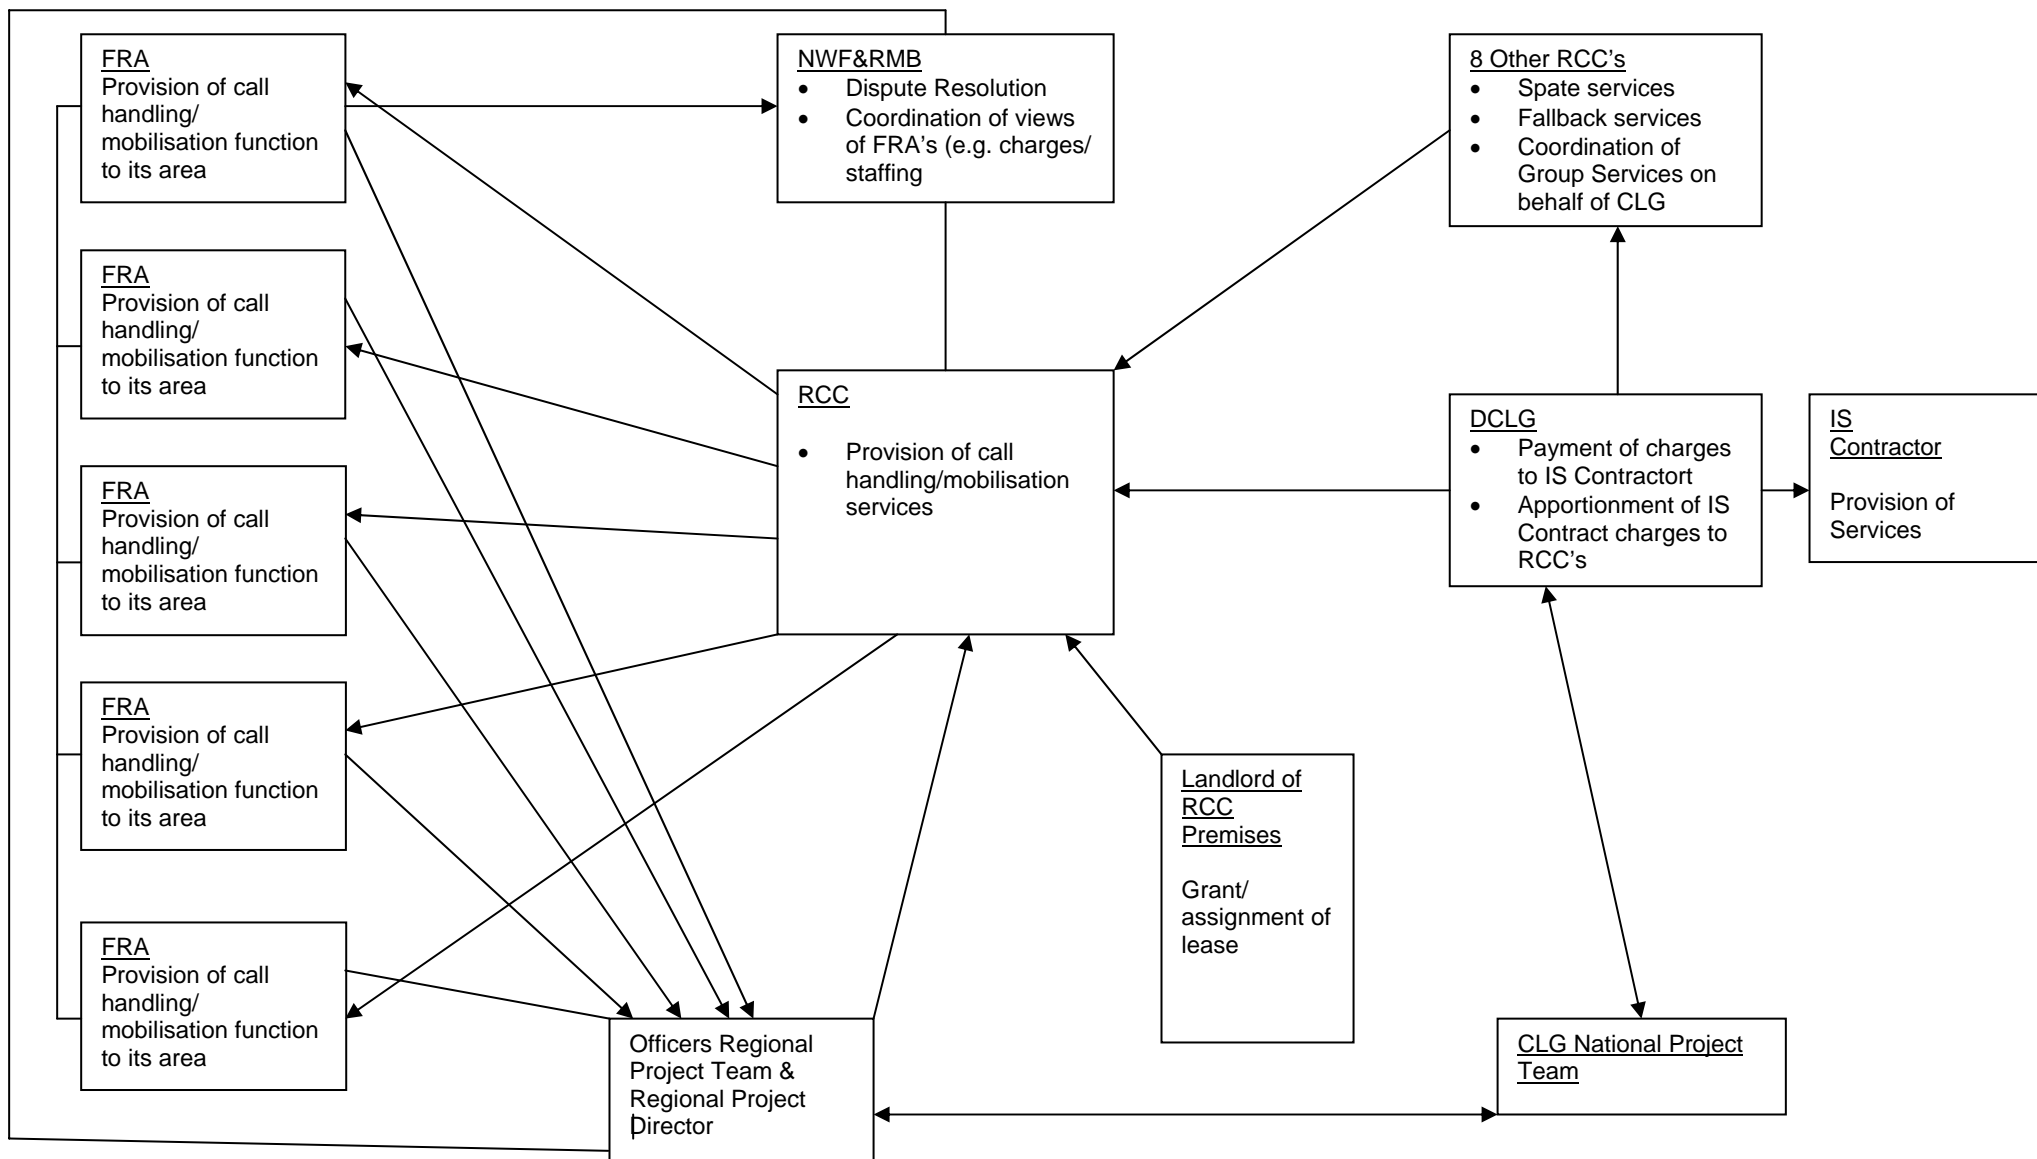 FRA
Provision of call
handling/
mobilisation function
to its area
NWF&RMB
• Dispute Resolution
• Coordination of views
of FRA's (e.g. charges/
staffing
8 Other RCC's
• Spate services
• Fallback services
• Coordination of
Group Services on
behalf of CLG
FRA
Provision of call
handling/
mobilisation function
to its area
RCC
• Provision of call
handling/mobilisation
services
DCLG
• Payment of charges
to IS Contractort
• Apportionment of IS
Contract charges to
RCC's
IS
Contractor
Provision of
Services
FRA
Provision of call
handling/
mobilisation function
to its area
FRA
Provision of call
handling/
mobilisation function
to its area
Landlord of
RCC
Premises
Grant/
assignment of
lease
FRA
Provision of call
handling/
mobilisation function
to its area
Officers Regional
Project Team &
Regional Project
Director
CLG National Project
Team